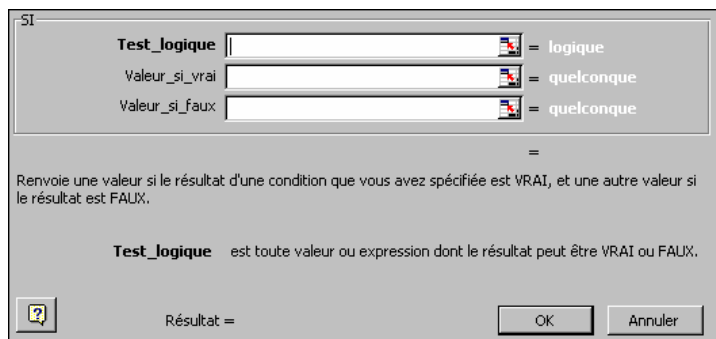 SI
Test_logique = logique
Valeur_si_vrai = quelconque
Valeur_si_faux = quelconque
=
Renvoie une valeur si le résultat d'une condition que vous avez spécifiée est VRAI, et une autre valeur si
le résultat est FAUX.
Test_logique est toute valeur ou expression dont le résultat peut être VRAI ou FAUX.
?
Résultat = OK Annuler